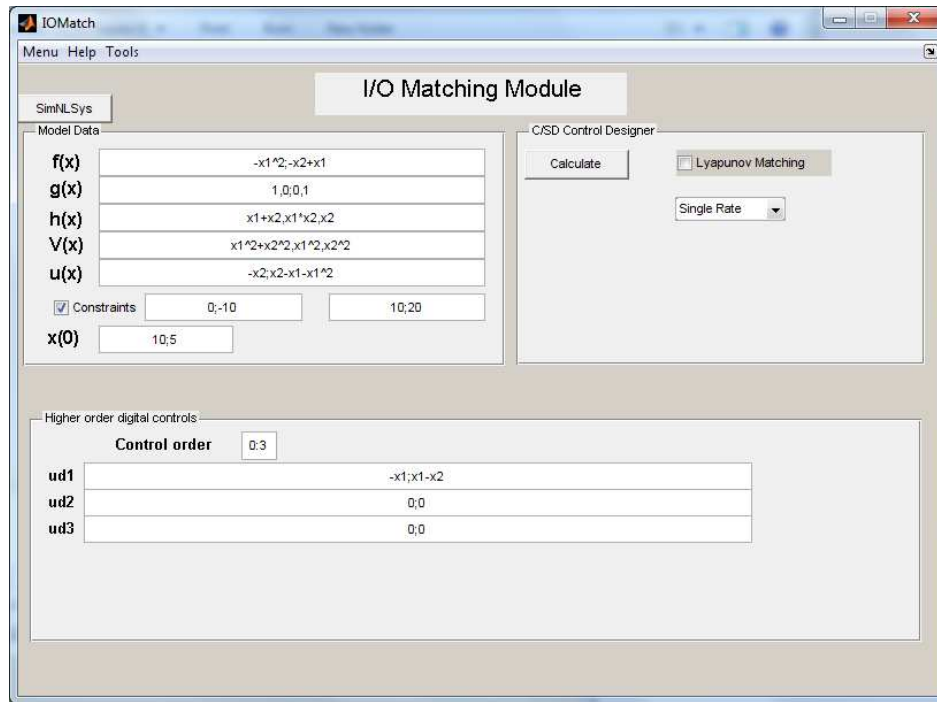 IOMatch
Menu Help Tools
I/O Matching Module
SimNLSys
Model Data
f(x) -x1^2;-x2+x1
g(x) 1,0;0,1
h(x) x1+x2,x1*x2,x2
V(x) x1^2+x2^2,x1^2,x2^2
u(x) -x2;x2-x1-x1^2
Constraints 0;-10 10;20
x(0) 10;5
C/SD Control Designer
Calculate Lyapunov Matching
Single Rate
Higher order digital controls
Control order 0:3
ud1 -x1;x1-x2
ud2 0;0
ud3 0;0